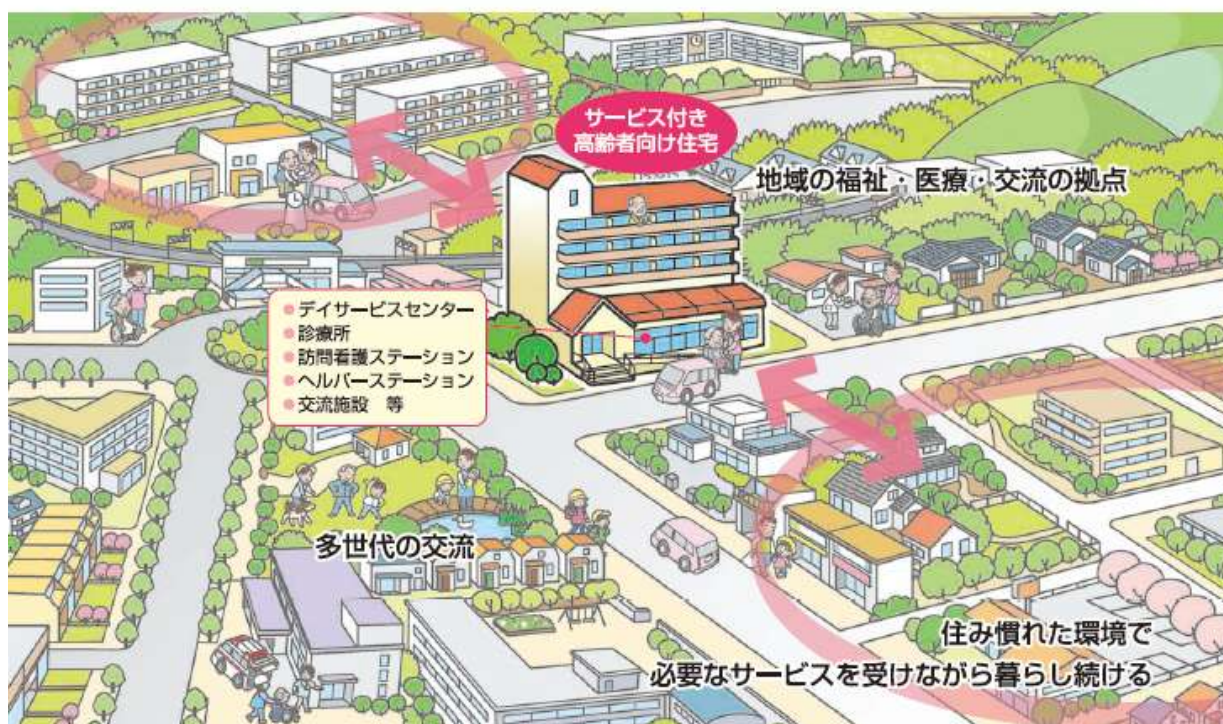 サービス付き
高齢者向け住宅
地域の福祉・医療・交流の拠点
●デイサービスセンター
●診療所
●訪問看護ステーション
●ヘルパーステーション
●交流施設　等
多世代の交流
住み慣れた環境で
必要なサービスを受けながら暮らし続ける